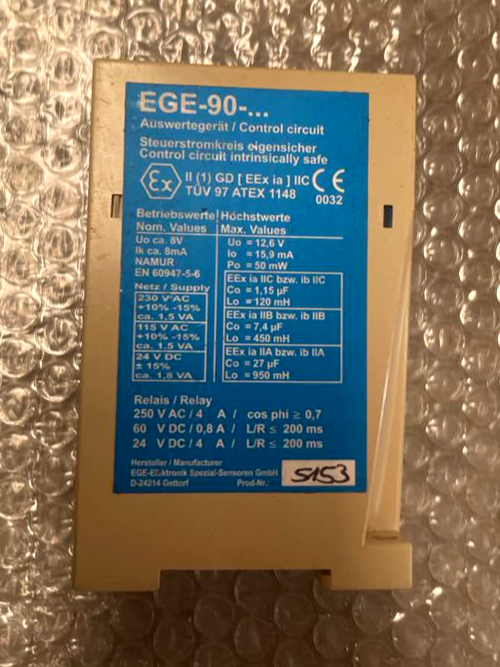 EGE-90-...
Auswertegerät / Control circuit
Steuerstromkreis eigensicher
Control circuit intrinsically safe
Ex II (1) GD [ EEx ia ] IIC CE
TÜV 97 ATEX 1148 0032
Betriebswerte Höchstwerte
Nom. Values Max. Values
Uo ca. 8V Uo = 12,6 V
Ik ca. 8mA Io = 15,9 mA
NAMUR Po = 50 mW
EN 60947-5-6
EEx ia IIC bzw. ib IIC
Netz / Supply Co = 1,15 µF
230 V AC Lo = 120 mH
+10% -15%
ca. 1,5 VA
EEx ia IIB bzw. ib IIB
115 V AC Co = 7,4 µF
+10% -15% Lo = 450 mH
ca. 1,5 VA
EEx ia IIA bzw. ib IIA
24 V DC Co = 27 µF
± 15% Lo = 950 mH
ca. 1,8 VA
Relais / Relay
250 V AC / 4 A / cos phi ≥ 0,7
60 V DC / 0,8 A / L/R ≤ 200 ms
24 V DC / 4 A / L/R ≤ 200 ms
Hersteller / Manufacturer
EGE-Elektronik Spezial-Sensoren GmbH
D-24214 Gettorf Prod-Nr.: 5153